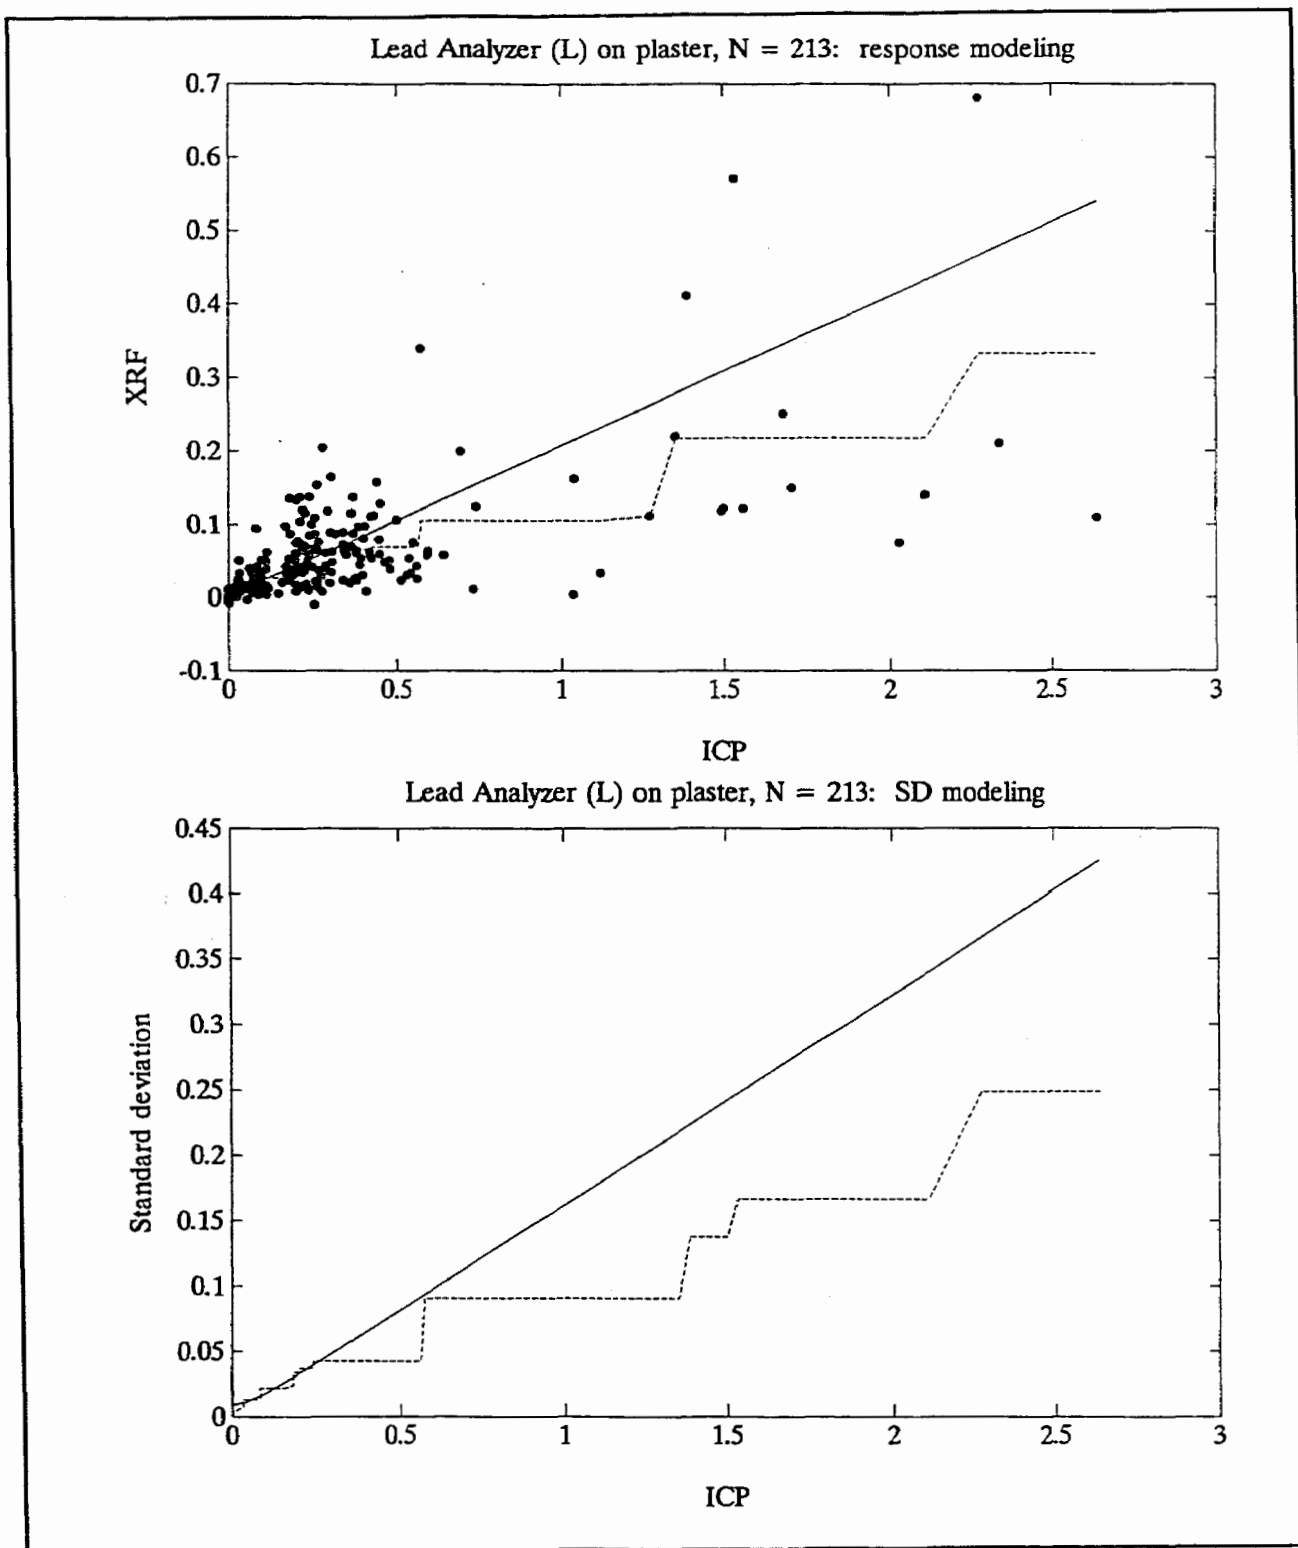 Lead Analyzer (L) on plaster, N = 213: response modeling
0.7
0.6
0.5
0.4
0.3
0.2
0.1
0
-0.1
XRF
0 0.5 1 1.5 2 2.5 3
ICP
Lead Analyzer (L) on plaster, N = 213: SD modeling
0.45
0.4
0.35
0.3
0.25
0.2
0.15
0.1
0.05
0
Standard deviation
0 0.5 1 1.5 2 2.5 3
ICP